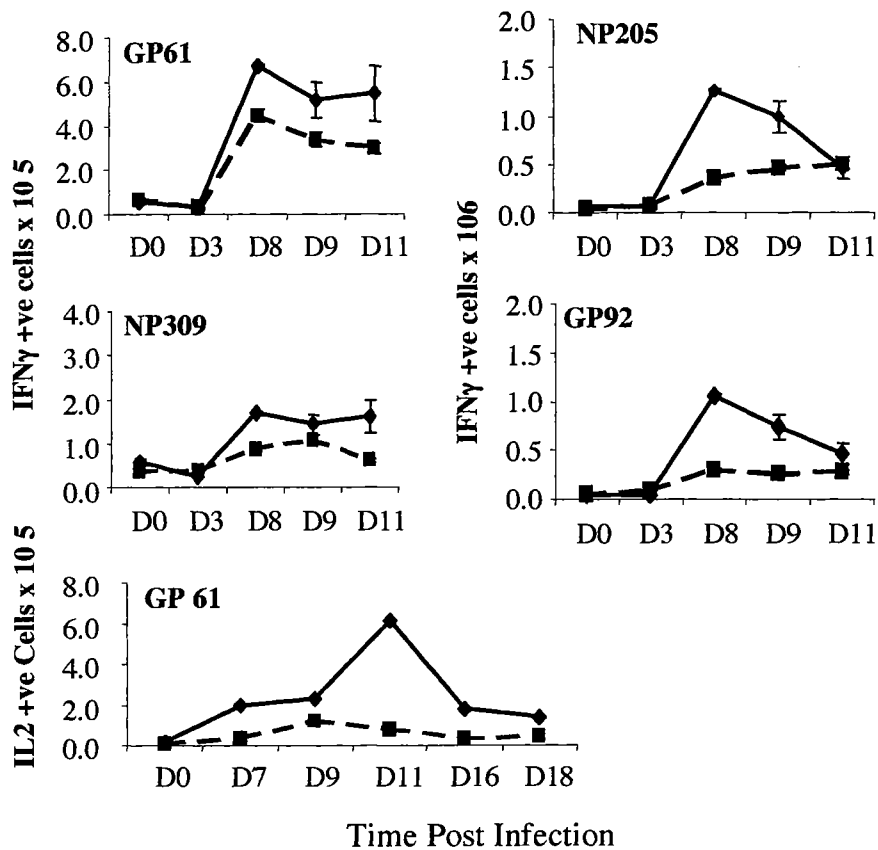 GP61
8.0
6.0
4.0
2.0
0.0
D0 D3 D8 D9 D11
NP309
4.0
3.0
2.0
1.0
0.0
D0 D3 D8 D9 D11
IFNγ +ve cells x 10 5
NP205
2.0
1.5
1.0
0.5
0.0
D0 D3 D8 D9 D11
GP92
2.0
1.5
1.0
0.5
0.0
D0 D3 D8 D9 D11
IFNγ +ve cells x 106
GP 61
8.0
6.0
4.0
2.0
0.0
D0 D7 D9 D11 D16 D18
IL2 +ve Cells x 10 5
Time Post Infection